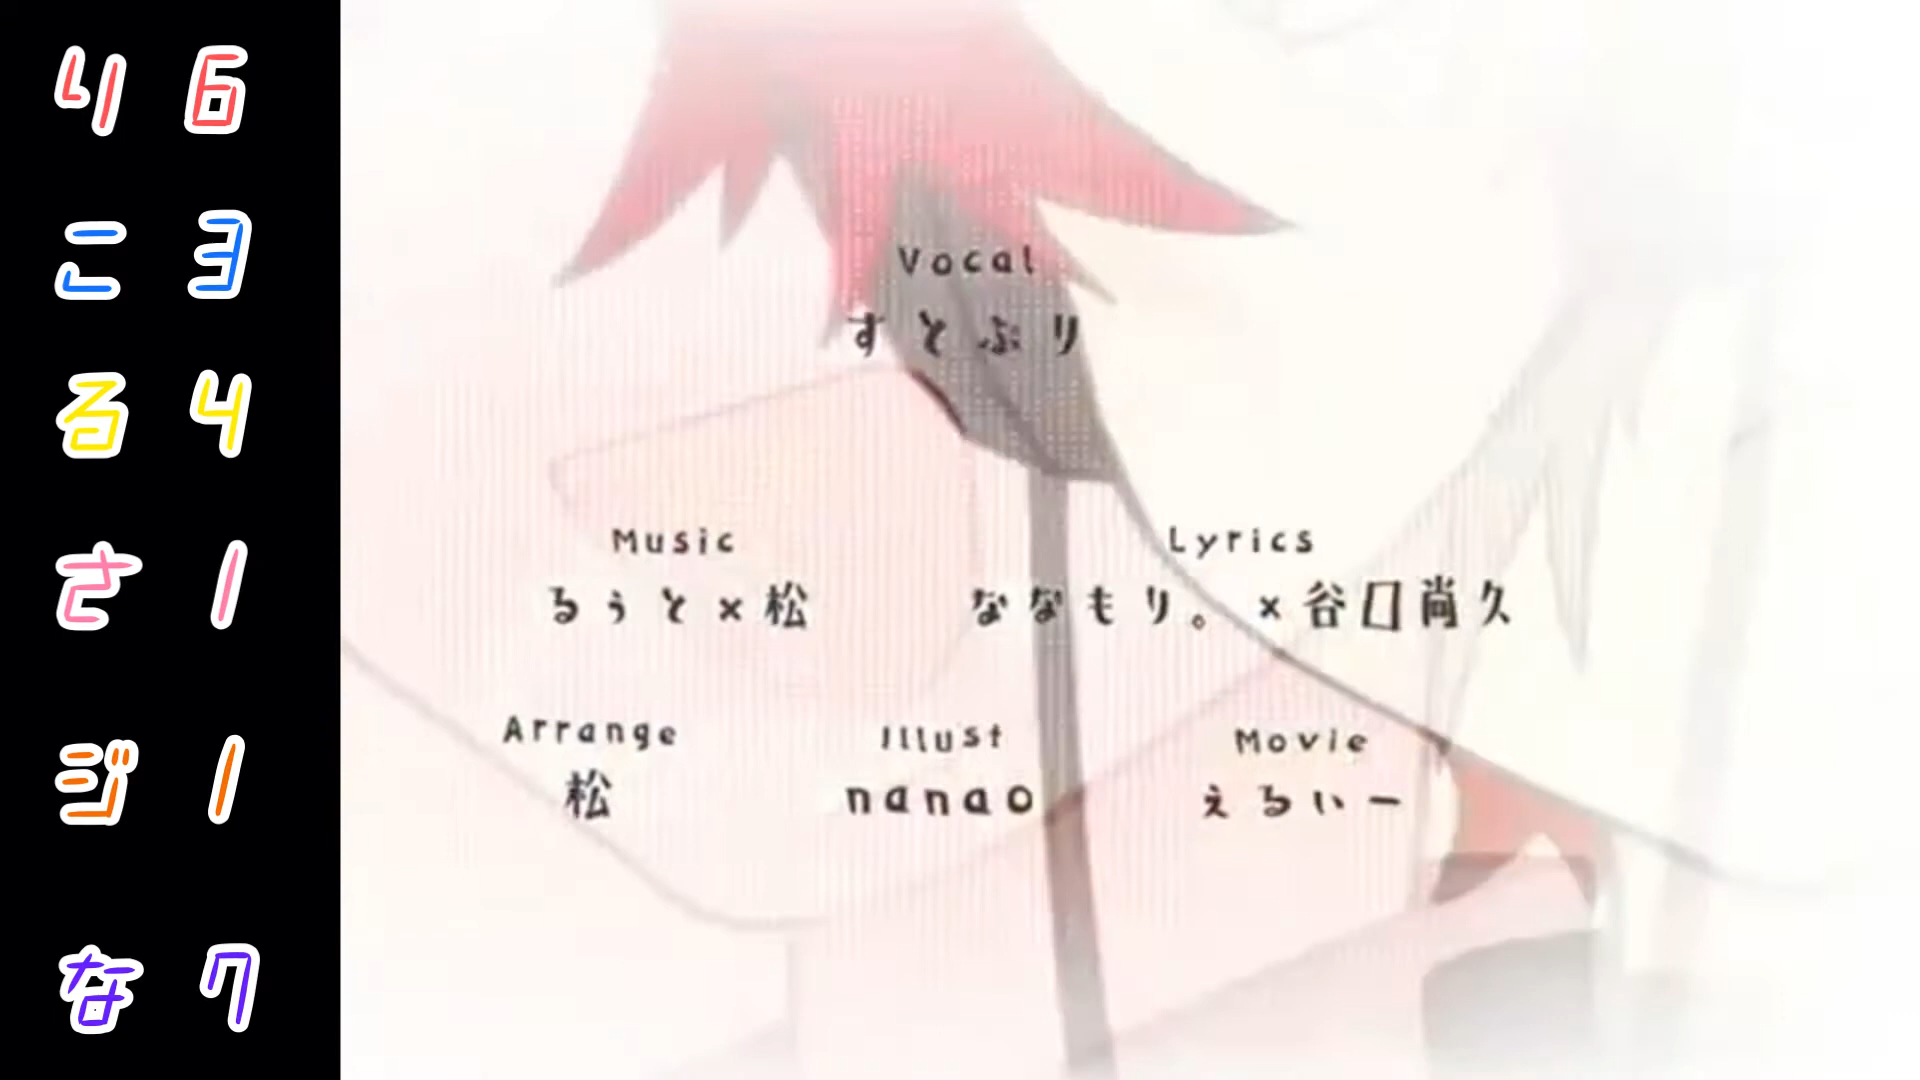 り 6
こ 3
る 4
さ 1
ジ 1
な 7
Vocal
すとぷり
Music
るぅと×松
Lyrics
ななもり。×谷口尚久
Arrange
松
Illust
nanao
Movie
えるいー